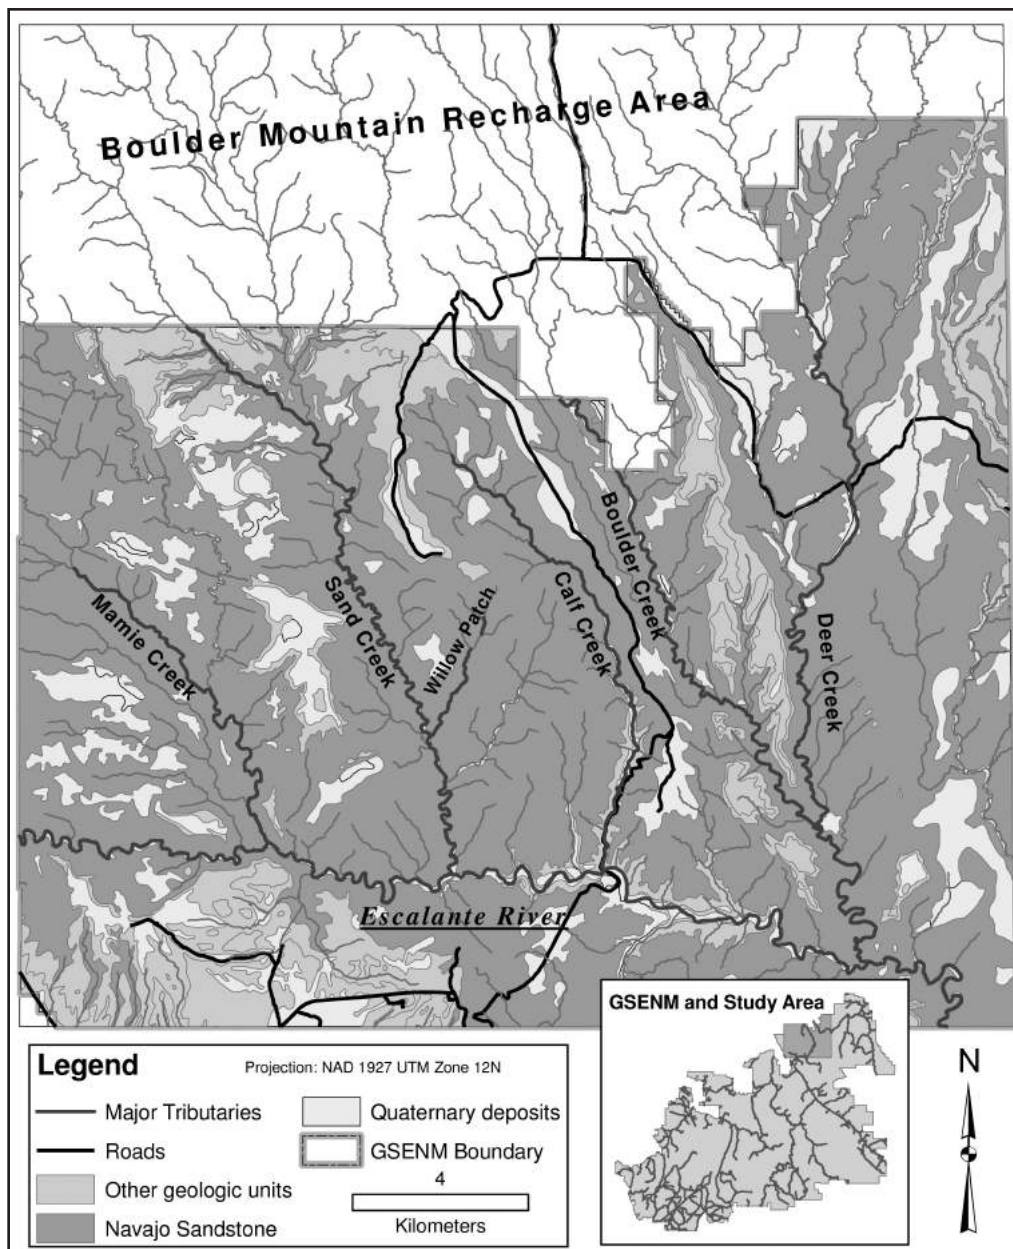 Boulder Mountain Recharge Area
Mamie Creek
Sand Creek
Willow Patch
Calf Creek
Boulder Creek
Deer Creek
Escalante River
GSENM and Study Area
N
Legend
Projection: NAD 1927 UTM Zone 12N
Major Tributaries
Quaternary deposits
Roads
GSENM Boundary
Other geologic units
4
Navajo Sandstone
Kilometers